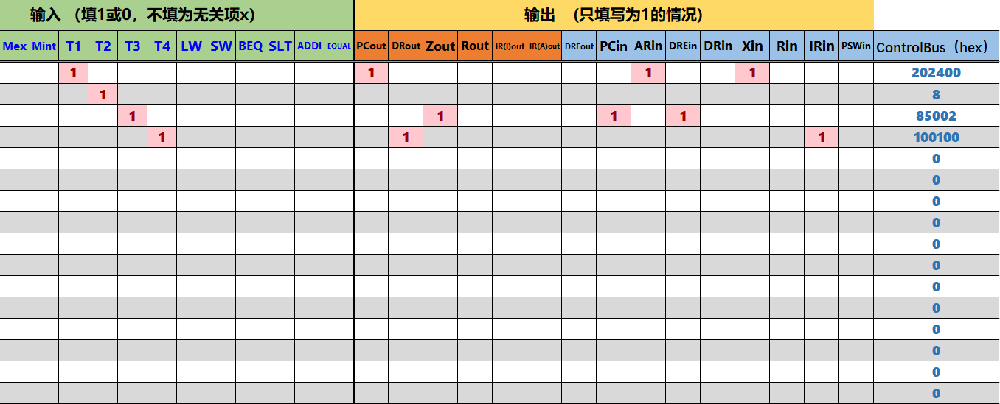 输入 （填1或0，不填为无关项x） 输出 （只填写为1的情况）
Mex Mint T1 T2 T3 T4 LW SW BEQ SLT ADDI EQUAL PCout DRout Zout Rout IR(I)out IR(A)out DREout PCin ARin DREin DRin Xin Rin IRin PSWin ControlBus（hex）
1 1 1 1 202400
1 8
1 1 1 1 85002
1 1 1 100100
0
0
0
0
0
0
0
0
0
0
0
0